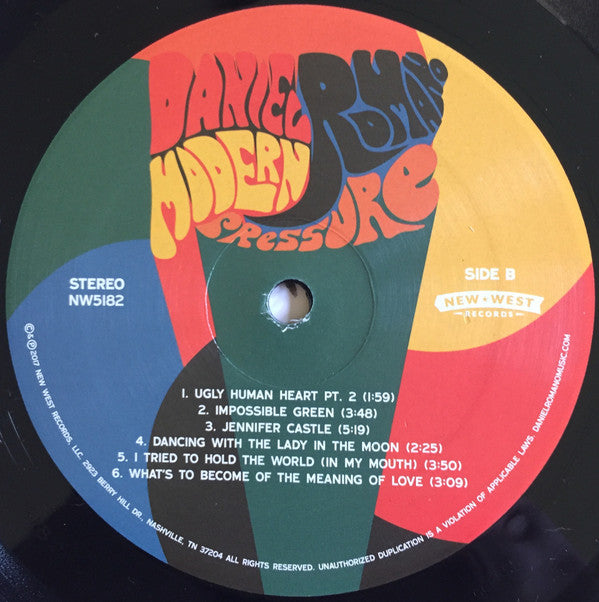 DANIEL ROMANO
MODERN
PRESSURE
STEREO
NW5182
SIDE B
NEW WEST
RECORDS
1. UGLY HUMAN HEART PT. 2 (1:59)
2. IMPOSSIBLE GREEN (3:48)
3. JENNIFER CASTLE (5:19)
4. DANCING WITH THE LADY IN THE MOON (2:25)
5. I TRIED TO HOLD THE WORLD (IN MY MOUTH) (3:50)
6. WHAT'S TO BECOME OF THE MEANING OF LOVE (3:09)
©&℗2017 NEW WEST RECORDS, LLC. 2923 BERRY HILL DR., NASHVILLE, TN 37204 ALL RIGHTS RESERVED. UNAUTHORIZED DUPLICATION IS A VIOLATION OF APPLICABLE LAWS. DANIELROMANOMUSIC.COM